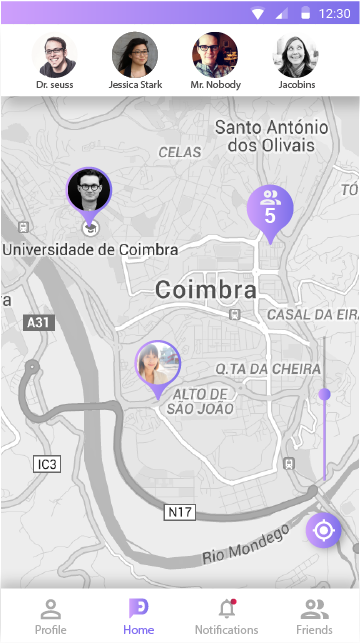 12:30
Dr. seuss
Jessica Stark
Mr. Nobody
Jacobins
Santo António
dos Olivais
CELAS
TÓ
5
Universidade de Coimbra
Coimbra
ra
CASAL DA EIRA
A31
Q.TA DA CHEIRA
ALTO DE
SÃO JOÃO
IC3
N17
Rio Mondego
Profile
Home
Notifications
Friends